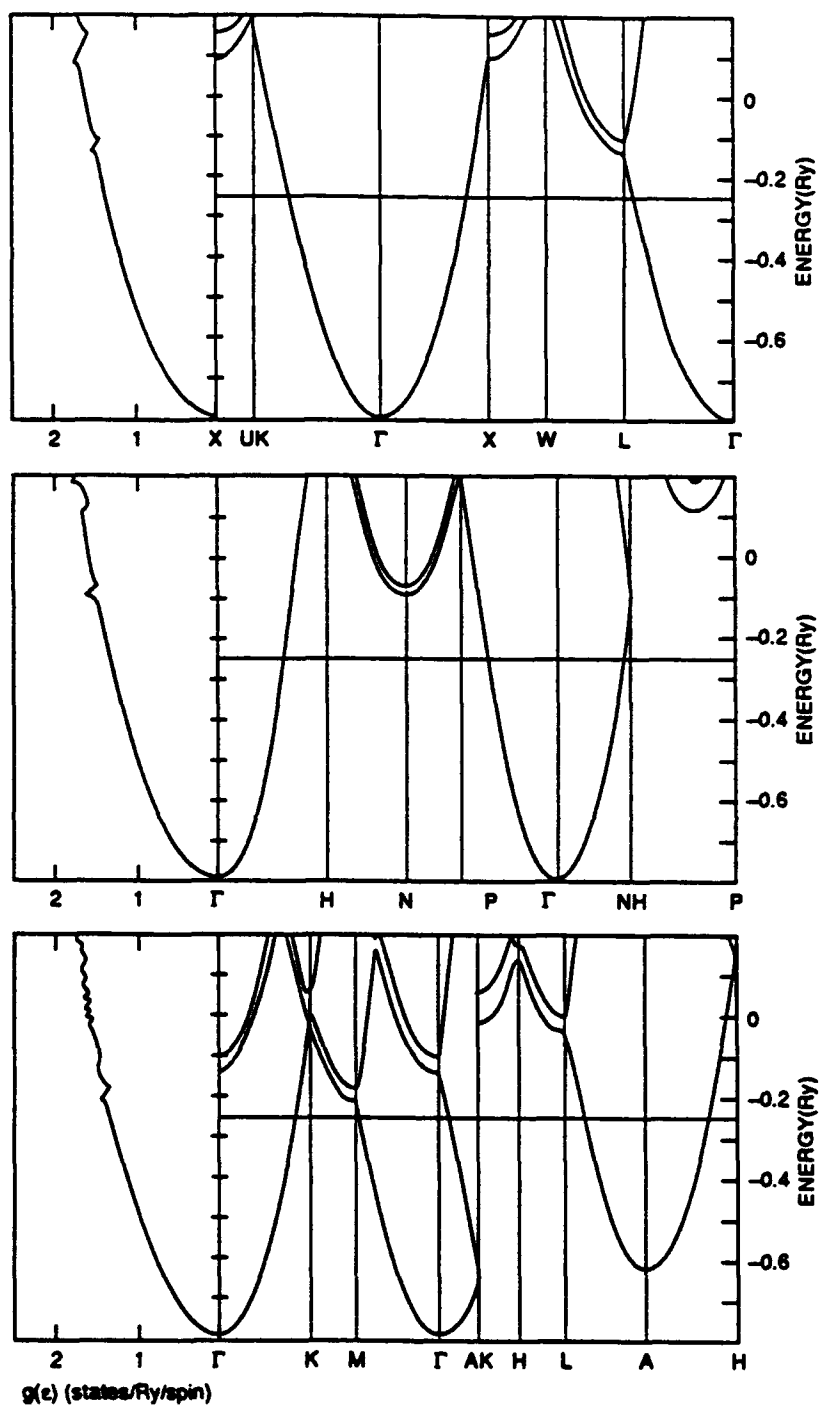 0
−0.2
−0.4
−0.6
ENERGY(Ry)
2 1 X UK Γ X W L Γ
0
−0.2
−0.4
−0.6
ENERGY(Ry)
2 1 Γ H N P Γ NH P
0
−0.2
−0.4
−0.6
ENERGY(Ry)
2 1 Γ K M Γ AK H L A H
g(ε) (states/Ry/spin)